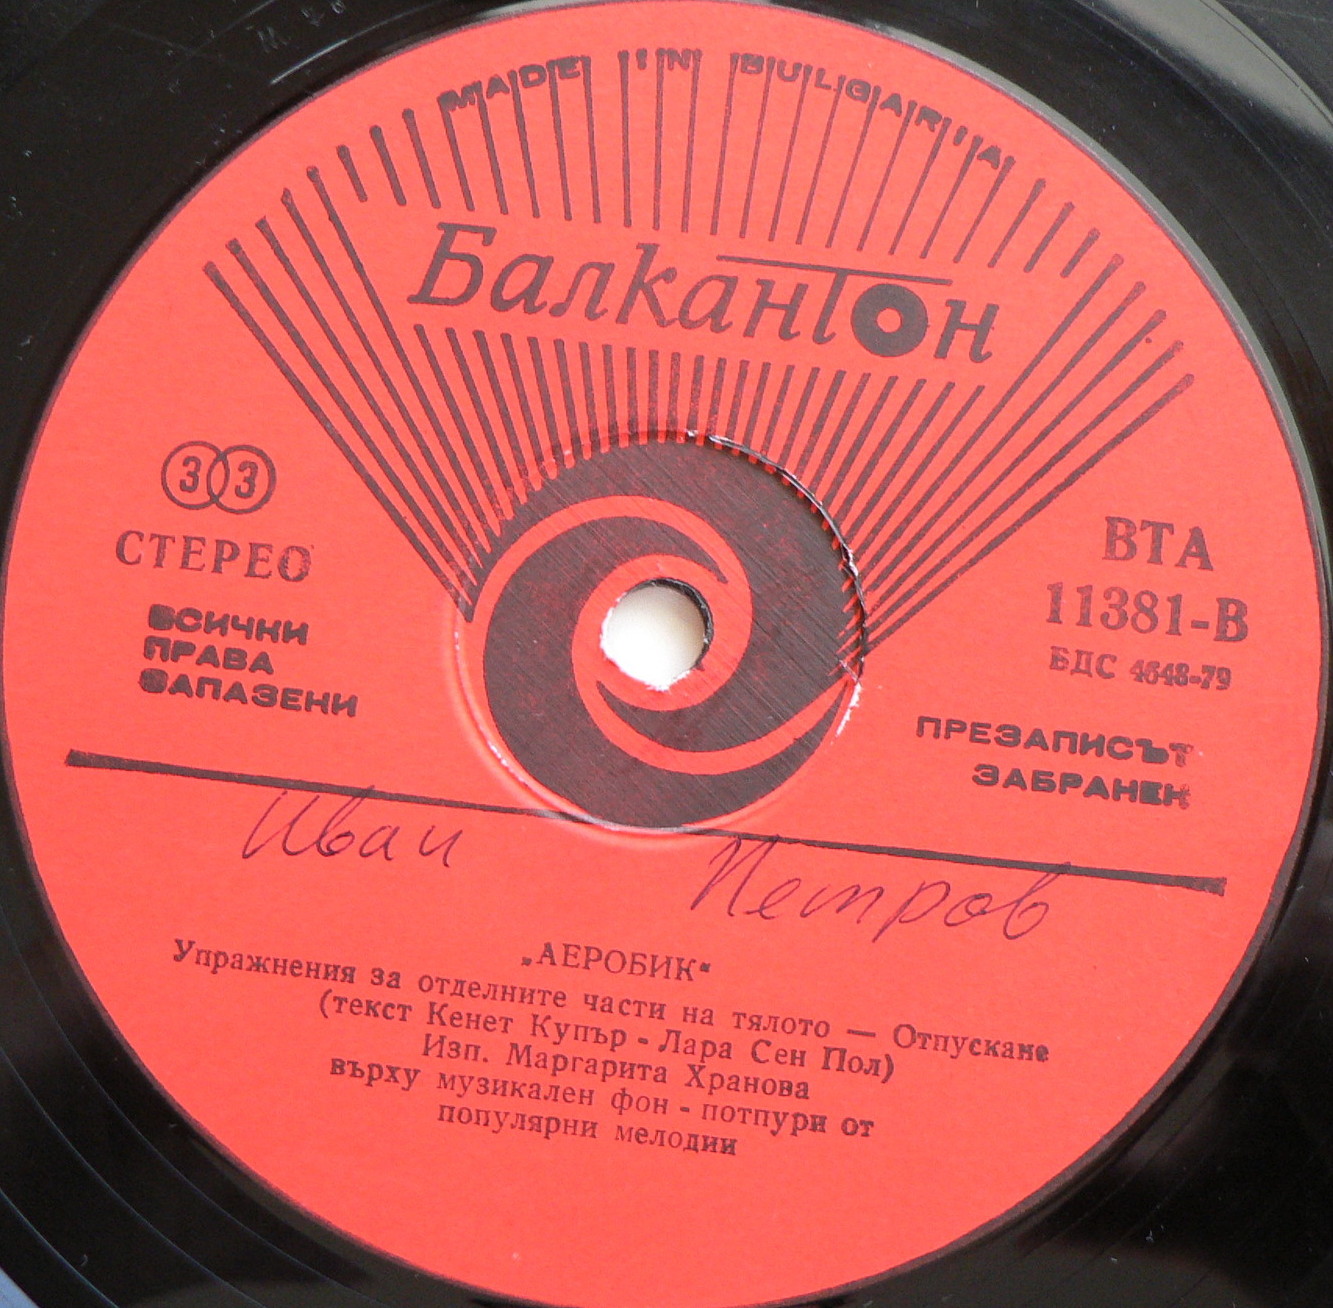 MADE IN BULGARIA
Балкантон
33
СТЕРЕО
ВСИЧКИ
ПРАВА
ЗАПАЗЕНИ
ВТА
11381-В
БДС 4648-79
ПРЕЗАПИСЪТ
ЗАБРАНЕН
Иван Петров
„АЕРОБИК“
Упражнения за отделните части на тялото — Отпускане
(текст Кенет Купър - Лара Сен Пол)
Изп. Маргарита Хранова
върху музикален фон - потпури от
популярни мелодии